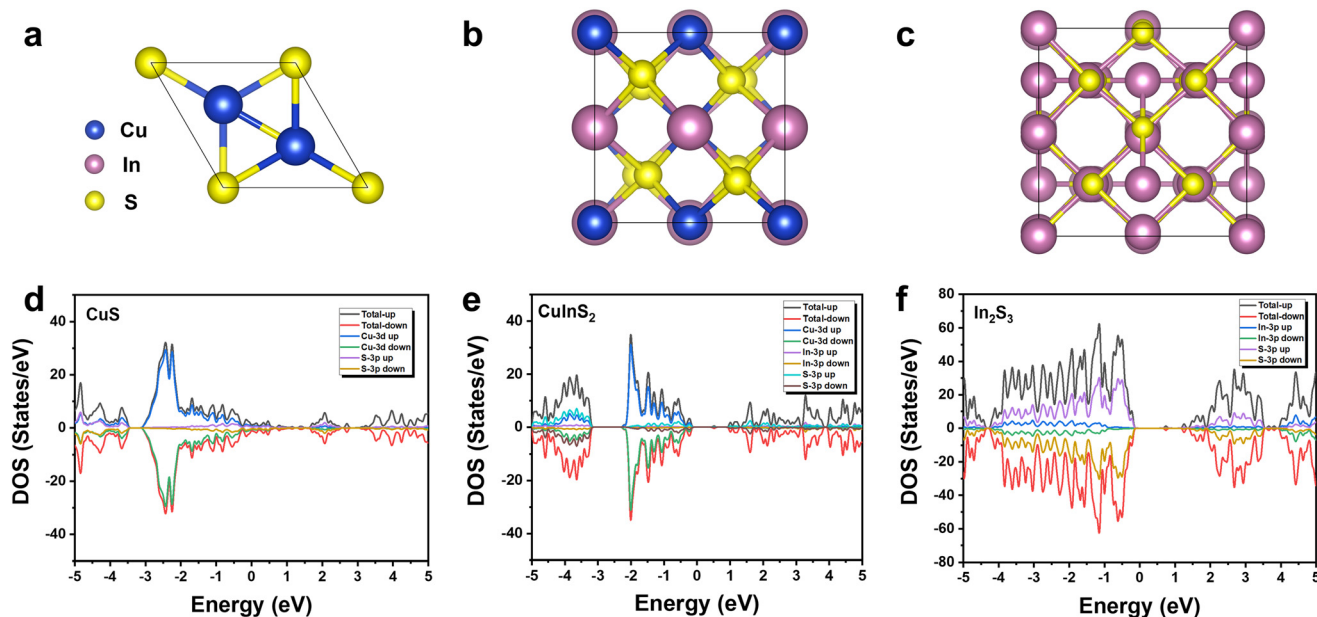 a
b
c
Cu
In
S
d
CuS
Total-up
Total-down
Cu-3d up
Cu-3d down
S-3p up
S-3p down
DOS (States/eV)
40
20
0
-20
-40
-5 -4 -3 -2 -1 0 1 2 3 4 5
Energy (eV)
e
CuInS₂
Total-up
Total-down
Cu-3d up
Cu-3d down
In-3p up
In-3p down
S-3p up
S-3p down
DOS (States/eV)
40
20
0
-20
-40
-5 -4 -3 -2 -1 0 1 2 3 4 5
Energy (eV)
f
In₂S₃
Total-up
Total-down
In-3p up
In-3p down
S-3p up
S-3p down
DOS (States/eV)
80
60
40
20
0
-20
-40
-60
-80
-5 -4 -3 -2 -1 0 1 2 3 4 5
Energy (eV)